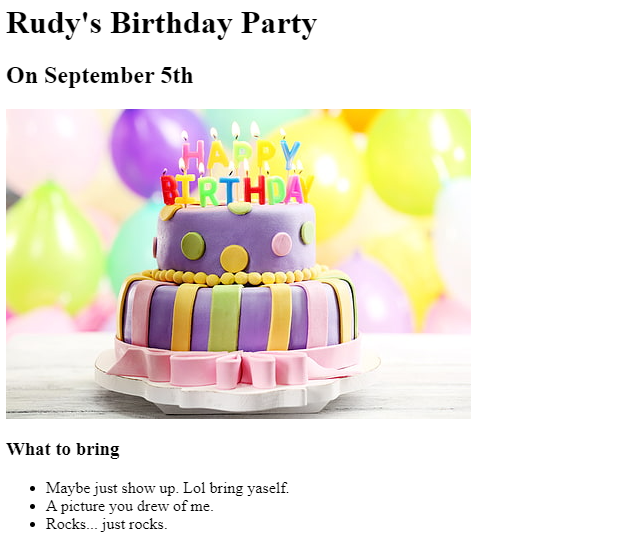 Rudy's Birthday Party
On September 5th
HAPPY
BIRTHDAY
What to bring
Maybe just show up. Lol bring yaself.
A picture you drew of me.
Rocks... just rocks.